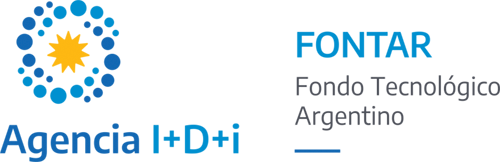 Agencia I+D+i
FONTAR
Fondo Tecnológico
Argentino